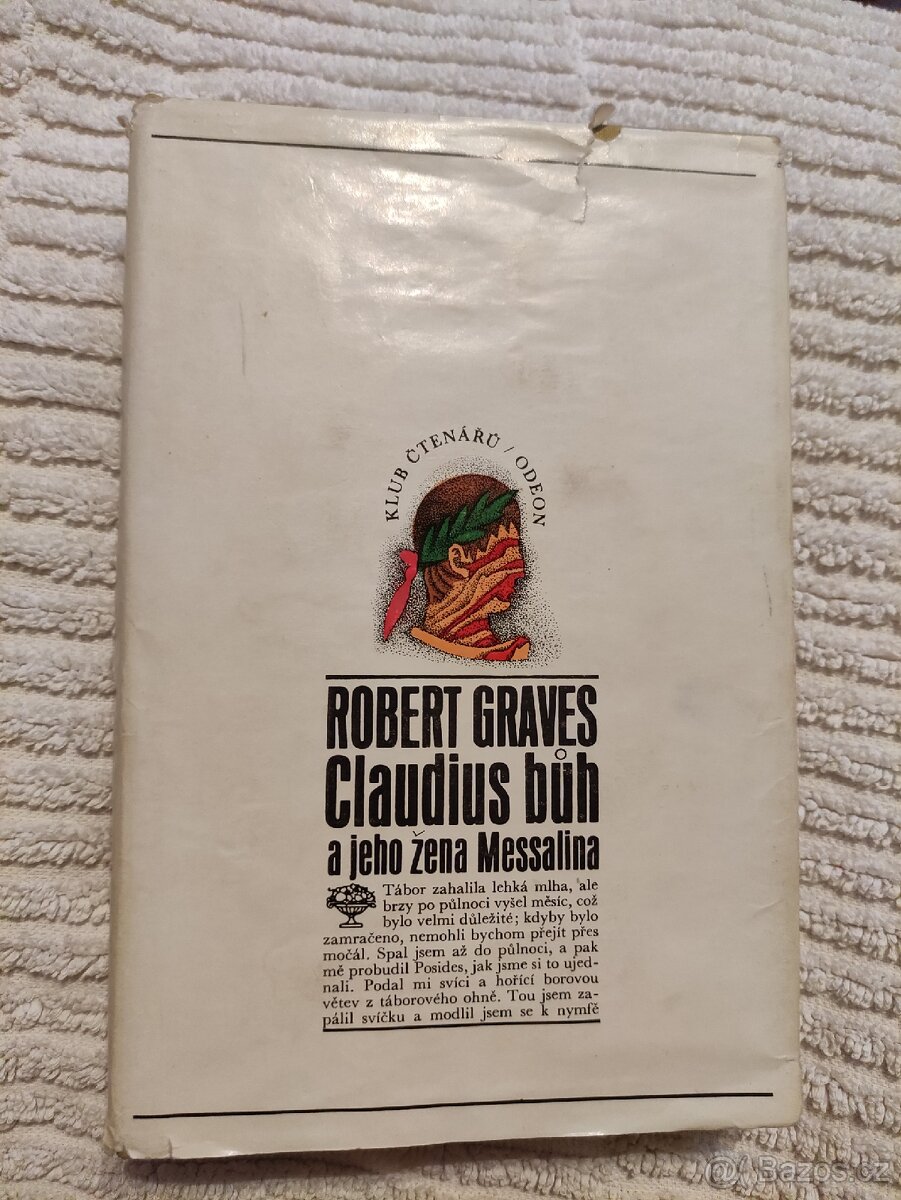 KLUB ČTENÁŘŮ / ODEON
ROBERT GRAVES
Claudius bůh
a jeho žena Messalina
Tábor zahalila lehká mlha, ale
brzy po půlnoci vyšel měsíc, což
bylo velmi důležité; kdyby bylo
zamračeno, nemohli bychom přejít přes
močál. Spal jsem až do půlnoci, a pak
mě probudil Posides, jak jsme si to ujed-
nali. Podal mi svíci a hořící borovou
větev z táborového ohně. Tou jsem za-
pálil svíčku a modlil jsem se k nymfě
Bazos.cz